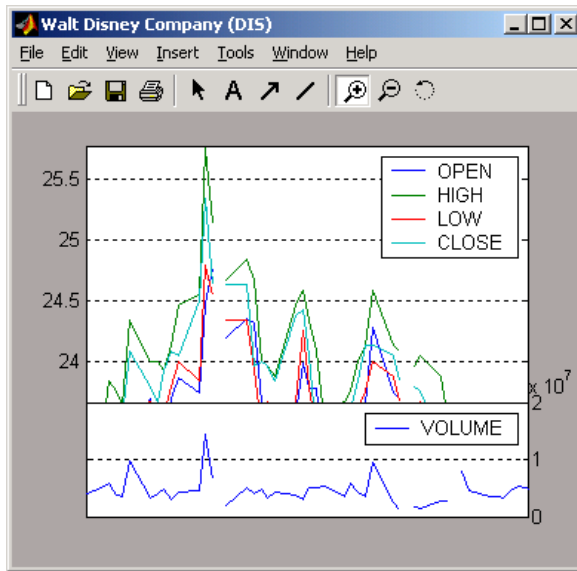 Walt Disney Company (DIS)
File Edit View Insert Tools Window Help
A
25.5
25
24.5
24
OPEN
HIGH
LOW
CLOSE
x 10^7
2
1
0
VOLUME